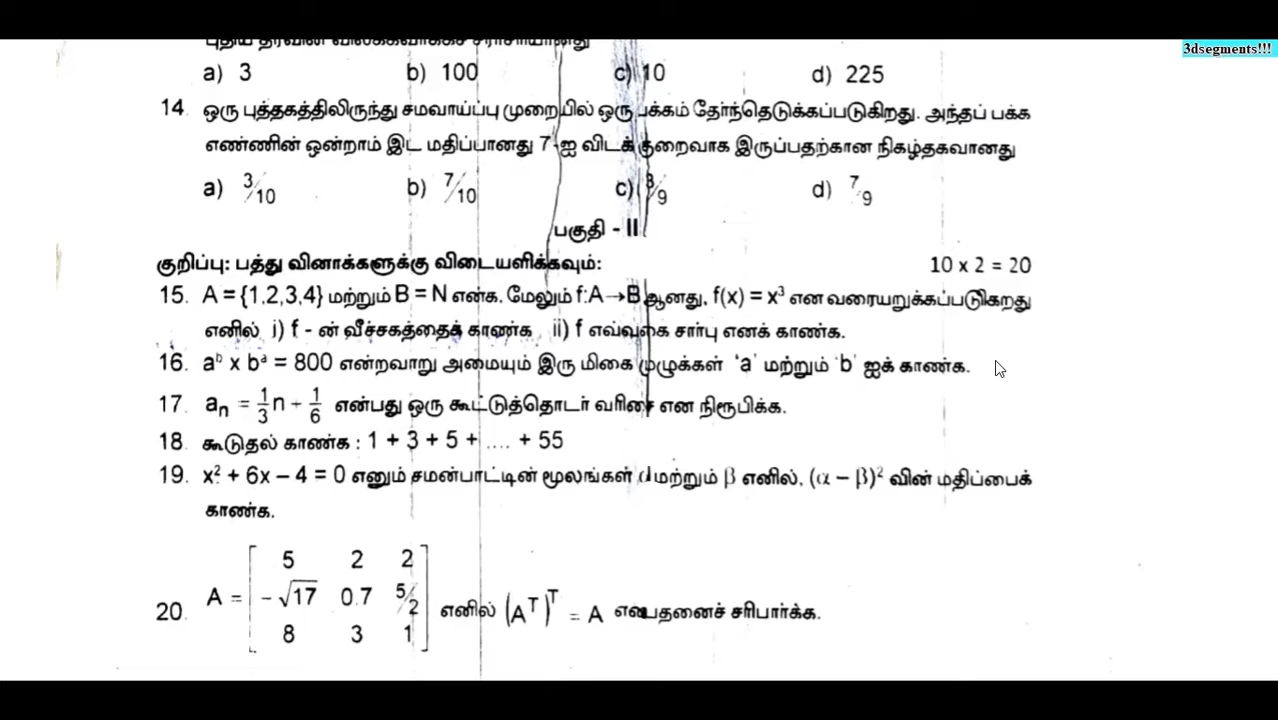 3dsegments!!!
a) 3 b) 100 c) 10 d) 225
14. ஒரு புத்தகத்திலிருந்து சமவாய்ப்பு முறையில் ஒரு பக்கம் தேர்ந்தெடுக்கப்படுகிறது. அந்தப் பக்க
எண்ணின் ஒன்றாம் இட மதிப்பானது 7-ஐ விடக் குறைவாக இருப்பதற்கான நிகழ்தகவானது
a) 3/10 b) 7/10 c) 3/9 d) 7/9
பகுதி - II
குறிப்பு: பத்து வினாக்களுக்கு விடையளிக்கவும்: 10 x 2 = 20
15. A = {1,2,3,4} மற்றும் B = N என்க. மேலும் f:A→B ஆனது, f(x) = x³ என வரையறுக்கப்படுகிறது
எனில் i) f - ன் வீச்சகத்தைக் காண்க ii) f எவ்வகை சார்பு எனக் காண்க.
16. aᵇ x bᵃ = 800 என்றவாறு அமையும் இரு மிகை முழுக்கள் 'a' மற்றும் 'b' ஐக் காண்க.
17. aₙ = 1/3 n + 1/6 என்பது ஒரு கூட்டுத்தொடர் வரிசை என நிரூபிக்க.
18. கூடுதல் காண்க : 1 + 3 + 5 + .... + 55
19. x² + 6x – 4 = 0 எனும் சமன்பாட்டின் மூலங்கள் α மற்றும் β எனில், (α – β)² வின் மதிப்பைக்
காண்க.
5 2 2
A = -√17 0.7 5/2
20. எனில் (Aᵀ)ᵀ = A என்பதனைச் சரிபார்க்க.
8 3 1